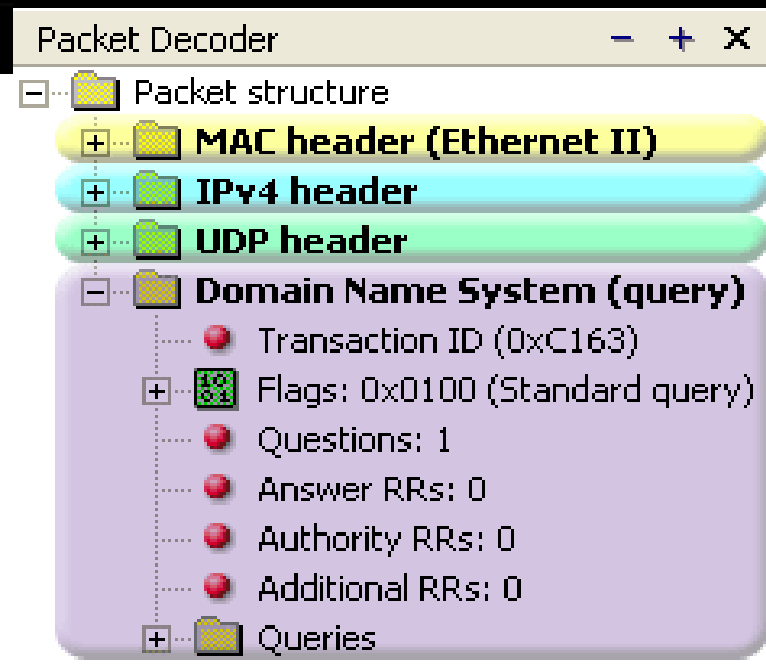 Packet Decoder
Packet structure
MAC header (Ethernet II)
IPv4 header
UDP header
Domain Name System (query)
Transaction ID (0xC163)
Flags: 0x0100 (Standard query)
Questions: 1
Answer RRs: 0
Authority RRs: 0
Additional RRs: 0
Queries